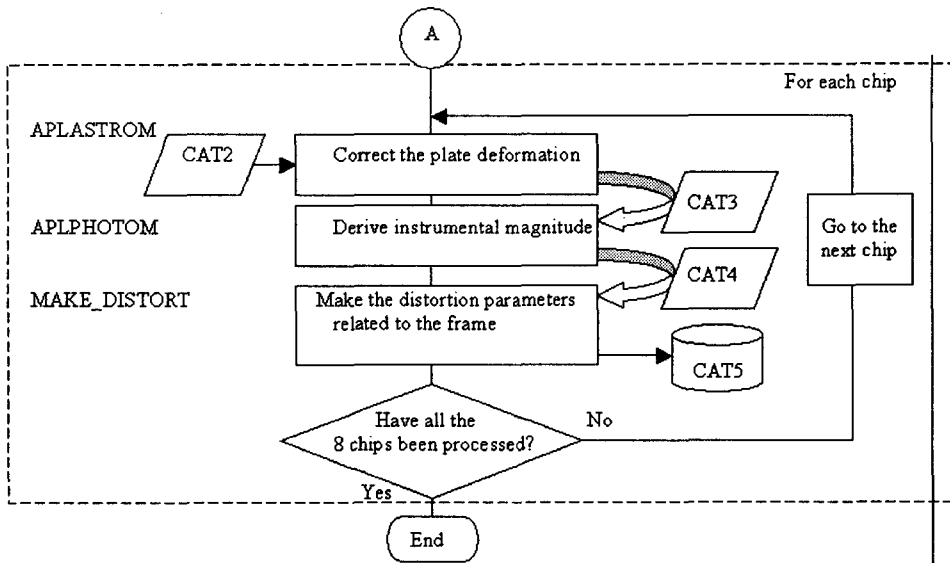 A
For each chip
APLASTROM
CAT2
Correct the plate deformation
CAT3
APLPHOTOM
Derive instrumental magnitude
Go to the
next chip
CAT4
MAKE_DISTORT
Make the distortion parameters
related to the frame
CAT5
Have all the
8 chips been processed?
No
Yes
End